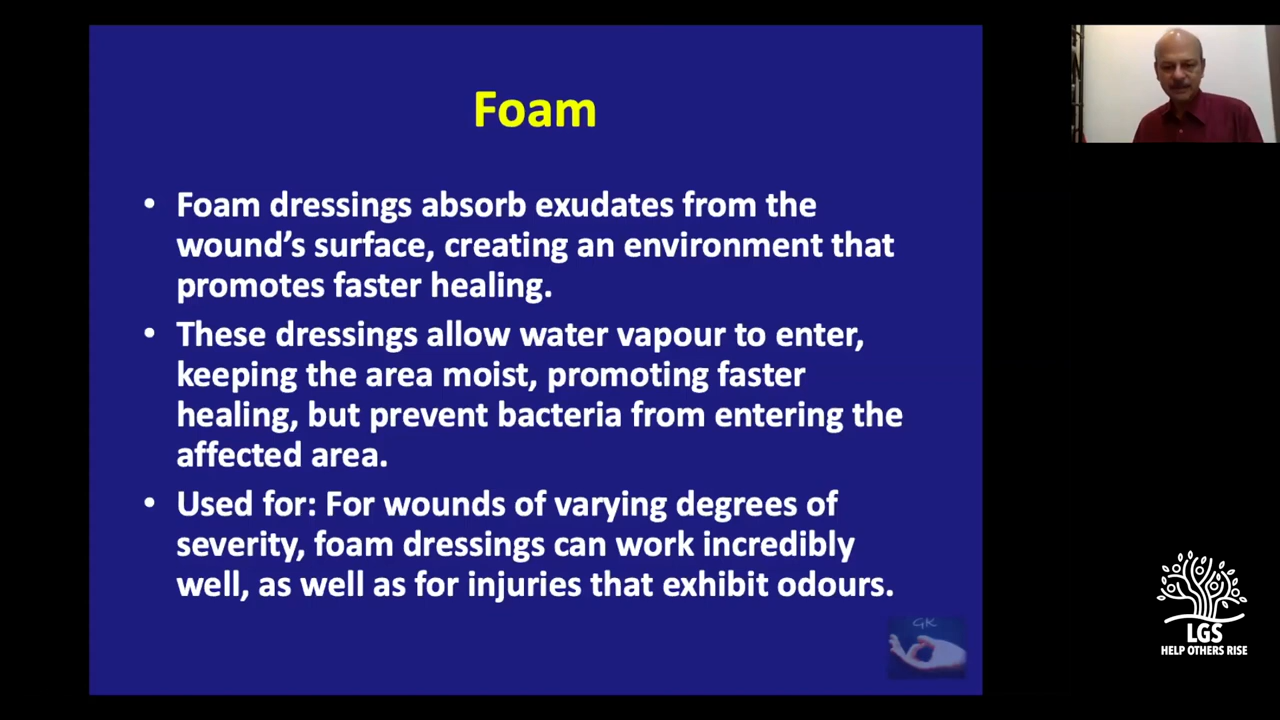 Foam
• Foam dressings absorb exudates from the
wound's surface, creating an environment that
promotes faster healing.
• These dressings allow water vapour to enter,
keeping the area moist, promoting faster
healing, but prevent bacteria from entering the
affected area.
• Used for: For wounds of varying degrees of
severity, foam dressings can work incredibly
well, as well as for injuries that exhibit odours.
GK
LGS
HELP OTHERS RISE